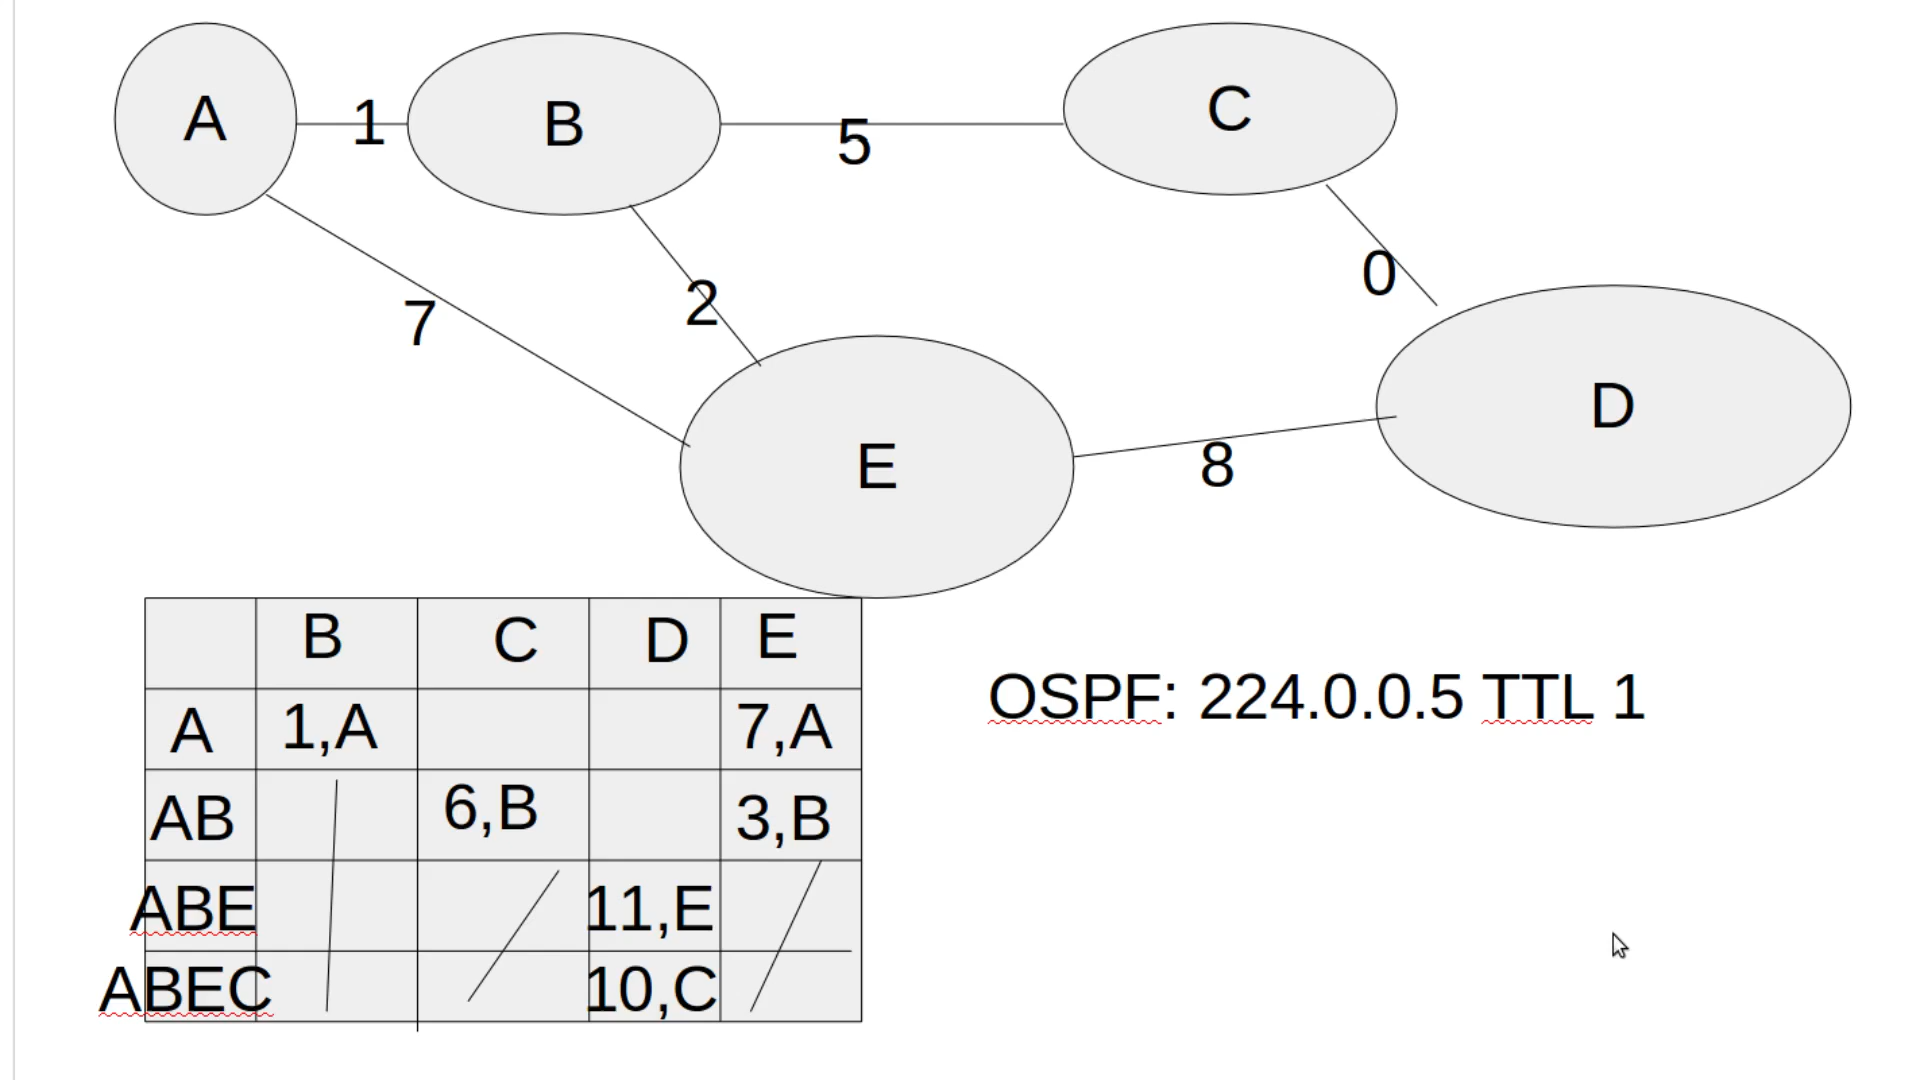 A
1
B
5
C
7
2
0
E
8
D
B C D E
A 1,A 7,A
AB 6,B 3,B
ABE 11,E
ABEC 10,C
OSPF: 224.0.0.5 TTL 1